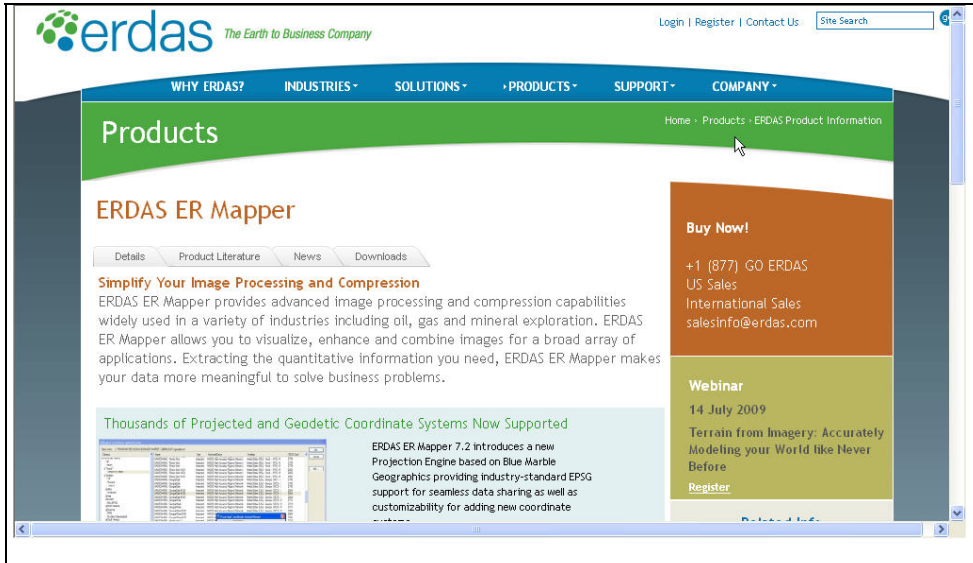 erdas The Earth to Business Company
Login | Register | Contact Us
Site Search
WHY ERDAS? INDUSTRIES SOLUTIONS PRODUCTS SUPPORT COMPANY
Products
Home › Products › ERDAS Product Information
ERDAS ER Mapper
Details Product Literature News Downloads
Simplify Your Image Processing and Compression
ERDAS ER Mapper provides advanced image processing and compression capabilities
widely used in a variety of industries including oil, gas and mineral exploration. ERDAS
ER Mapper allows you to visualize, enhance and combine images for a broad array of
applications. Extracting the quantitative information you need, ERDAS ER Mapper makes
your data more meaningful to solve business problems.
Thousands of Projected and Geodetic Coordinate Systems Now Supported
ERDAS ER Mapper 7.2 introduces a new
Projection Engine based on Blue Marble
Geographics providing industry-standard EPSG
support for seamless data sharing as well as
customizability for adding new coordinate
Buy Now!
+1 (877) GO ERDAS
US Sales
International Sales
salesinfo@erdas.com
Webinar
14 July 2009
Terrain from Imagery: Accurately
Modeling your World like Never
Before
Register
Related Info